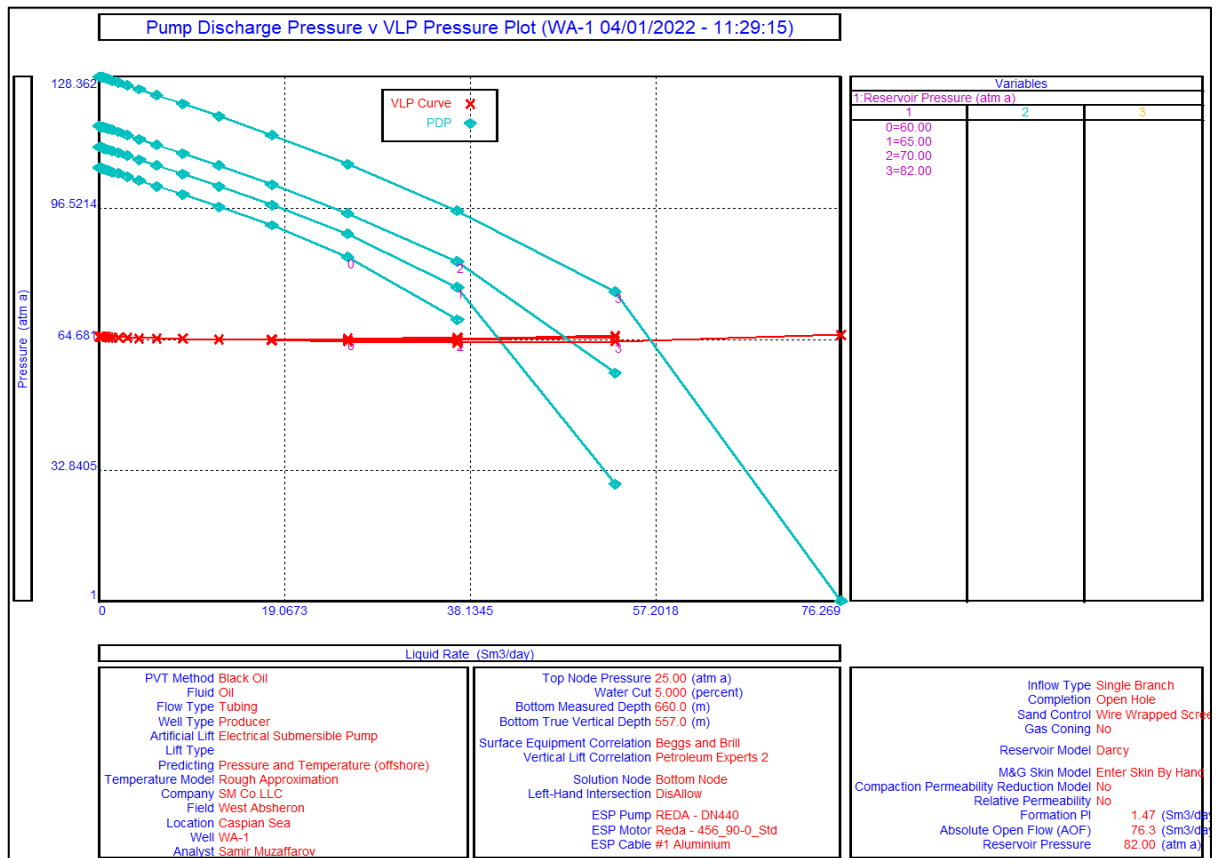 Pump Discharge Pressure v VLP Pressure Plot (WA-1 04/01/2022 - 11:29:15)
VLP Curve
PDP
Pressure (atm a)
128.362
96.5214
64.681
32.8405
1
0
1
2
3
0
2
3
0 19.0673 38.1345 57.2018 76.269
Liquid Rate (Sm3/day)
Variables
1:Reservoir Pressure (atm a)
1 2 3
0=60.00
1=65.00
2=70.00
3=82.00
PVT Method Black Oil
Fluid Oil
Flow Type Tubing
Well Type Producer
Artificial Lift Electrical Submersible Pump
Lift Type
Predicting Pressure and Temperature (offshore)
Temperature Model Rough Approximation
Company SM Co.LLC
Field West Absheron
Location Caspian Sea
Well WA-1
Analyst Samir Muzaffarov
Top Node Pressure 25.00 (atm a)
Water Cut 5.000 (percent)
Bottom Measured Depth 660.0 (m)
Bottom True Vertical Depth 557.0 (m)
Surface Equipment Correlation Beggs and Brill
Vertical Lift Correlation Petroleum Experts 2
Solution Node Bottom Node
Left-Hand Intersection DisAllow
ESP Pump REDA - DN440
ESP Motor Reda - 456_90-0_Std
ESP Cable #1 Aluminium
Inflow Type Single Branch
Completion Open Hole
Sand Control Wire Wrapped Scree
Gas Coning No
Reservoir Model Darcy
M&G Skin Model Enter Skin By Hand
Compaction Permeability Reduction Model No
Relative Permeability No
Formation PI 1.47 (Sm3/day
Absolute Open Flow (AOF) 76.3 (Sm3/day
Reservoir Pressure 82.00 (atm a)